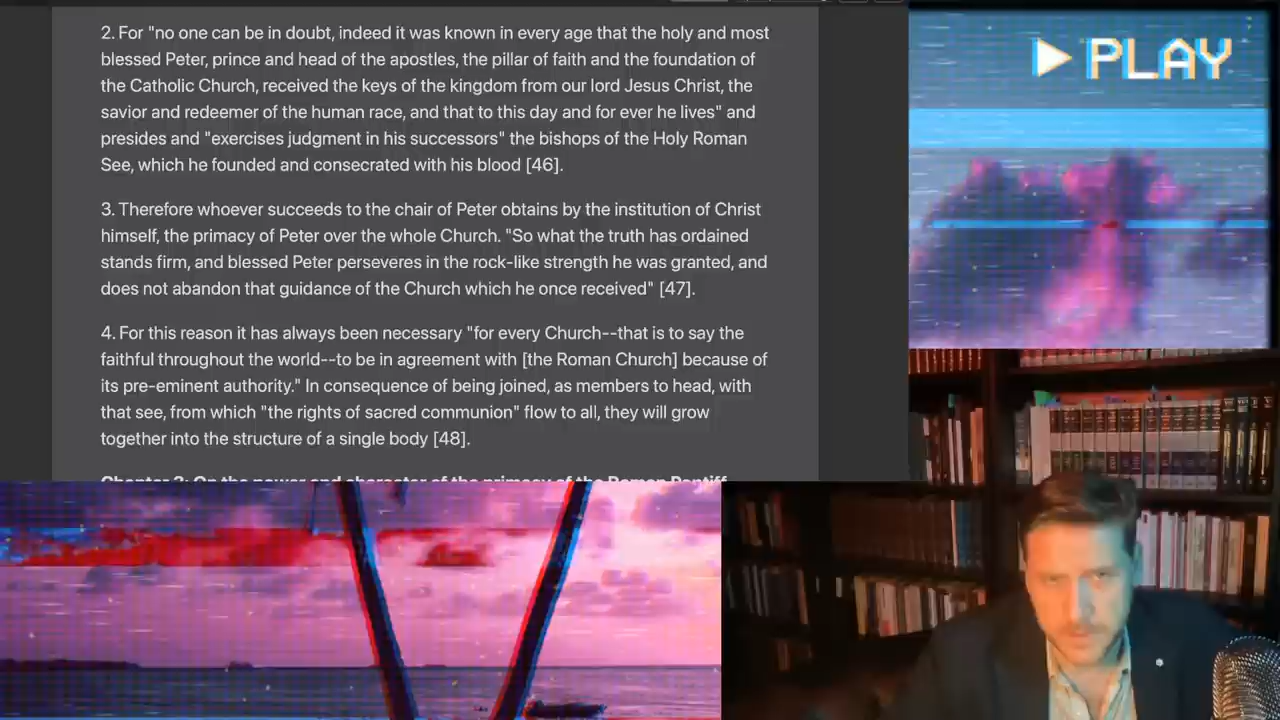 2. For "no one can be in doubt, indeed it was known in every age that the holy and most
blessed Peter, prince and head of the apostles, the pillar of faith and the foundation of
the Catholic Church, received the keys of the kingdom from our lord Jesus Christ, the
savior and redeemer of the human race, and that to this day and for ever he lives" and
presides and "exercises judgment in his successors" the bishops of the Holy Roman
See, which he founded and consecrated with his blood [46].
3. Therefore whoever succeeds to the chair of Peter obtains by the institution of Christ
himself, the primacy of Peter over the whole Church. "So what the truth has ordained
stands firm, and blessed Peter perseveres in the rock-like strength he was granted, and
does not abandon that guidance of the Church which he once received" [47].
4. For this reason it has always been necessary "for every Church--that is to say the
faithful throughout the world--to be in agreement with [the Roman Church] because of
its pre-eminent authority." In consequence of being joined, as members to head, with
that see, from which "the rights of sacred communion" flow to all, they will grow
together into the structure of a single body [48].
PLAY